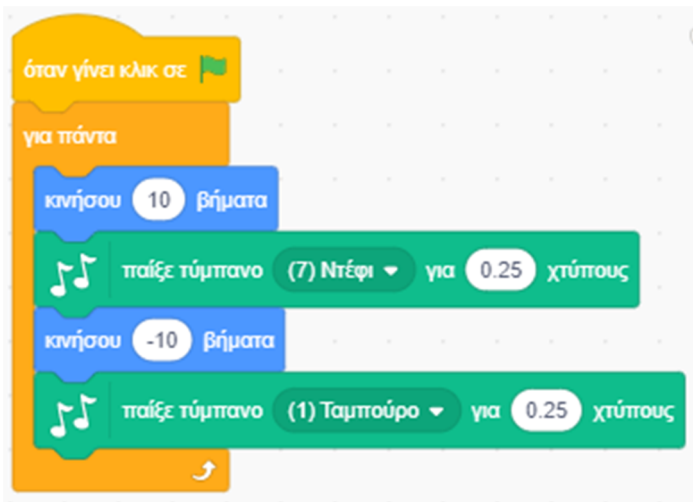 όταν γίνει κλικ σε
για πάντα
κινήσου 10 βήματα
παίξε τύμπανο (7) Ντέφι για 0.25 χτύπους
κινήσου -10 βήματα
παίξε τύμπανο (1) Ταμπούρο για 0.25 χτύπους